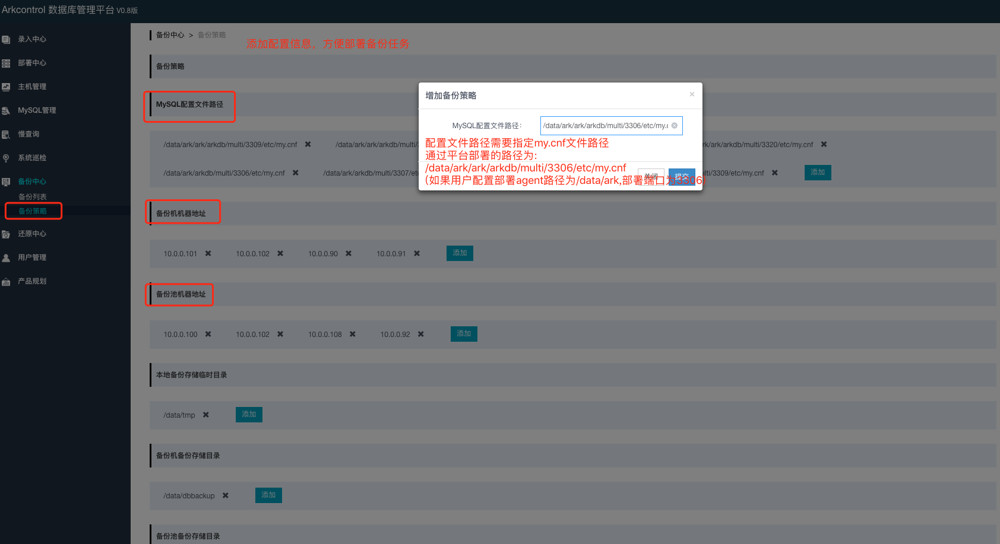 Arkcontrol 数据库管理平台 V0.8版
录入中心
部署中心
主机管理
MySQL管理
慢查询
系统巡检
备份中心
备份列表
备份策略
还原中心
用户管理
产品规划
备份中心 > 备份策略
添加配置信息，方便部署备份任务
备份策略
MySQL配置文件路径
/data/ark/ark/arkdb/multi/3309/etc/my.cnf ✖ /data/ark/ark/arkdb/multi/ rk/ark/arkdb/multi/3320/etc/my.cnf ✖
/data/ark/arkdb/multi/3306/etc/my.cnf ✖ /data/ark/arkdb/multi/3307/etc /3309/etc/my.cnf ✖ 添加
增加备份策略 ×
MySQL配置文件路径：
/data/ark/ark/arkdb/multi/3306/etc/my.c
配置文件路径需要指定my.cnf文件路径
通过平台部署的路径为:
/data/ark/ark/arkdb/multi/3306/etc/my.cnf
(如果用户配置部署agent路径为/data/ark,部署端口为3306)
关闭 提交
备份机机器地址
10.0.0.101 ✖ 10.0.0.102 ✖ 10.0.0.90 ✖ 10.0.0.91 ✖ 添加
备份池机器地址
10.0.0.100 ✖ 10.0.0.102 ✖ 10.0.0.108 ✖ 10.0.0.92 ✖ 添加
本地备份存储临时目录
/data/tmp ✖ 添加
备份机备份存储目录
/data/dbbackup ✖ 添加
备份池备份存储目录